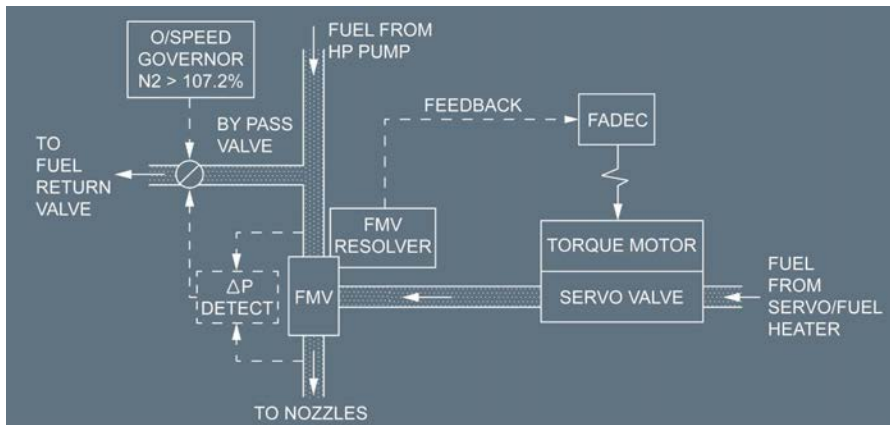 O/SPEED
GOVERNOR
N2 > 107.2%
FUEL FROM
HP PUMP
BY PASS
VALVE
TO
FUEL
RETURN
VALVE
FEEDBACK
FADEC
FMV
RESOLVER
TORQUE MOTOR
SERVO VALVE
FUEL
FROM
SERVO/FUEL
HEATER
ΔP
DETECT
FMV
TO NOZZLES